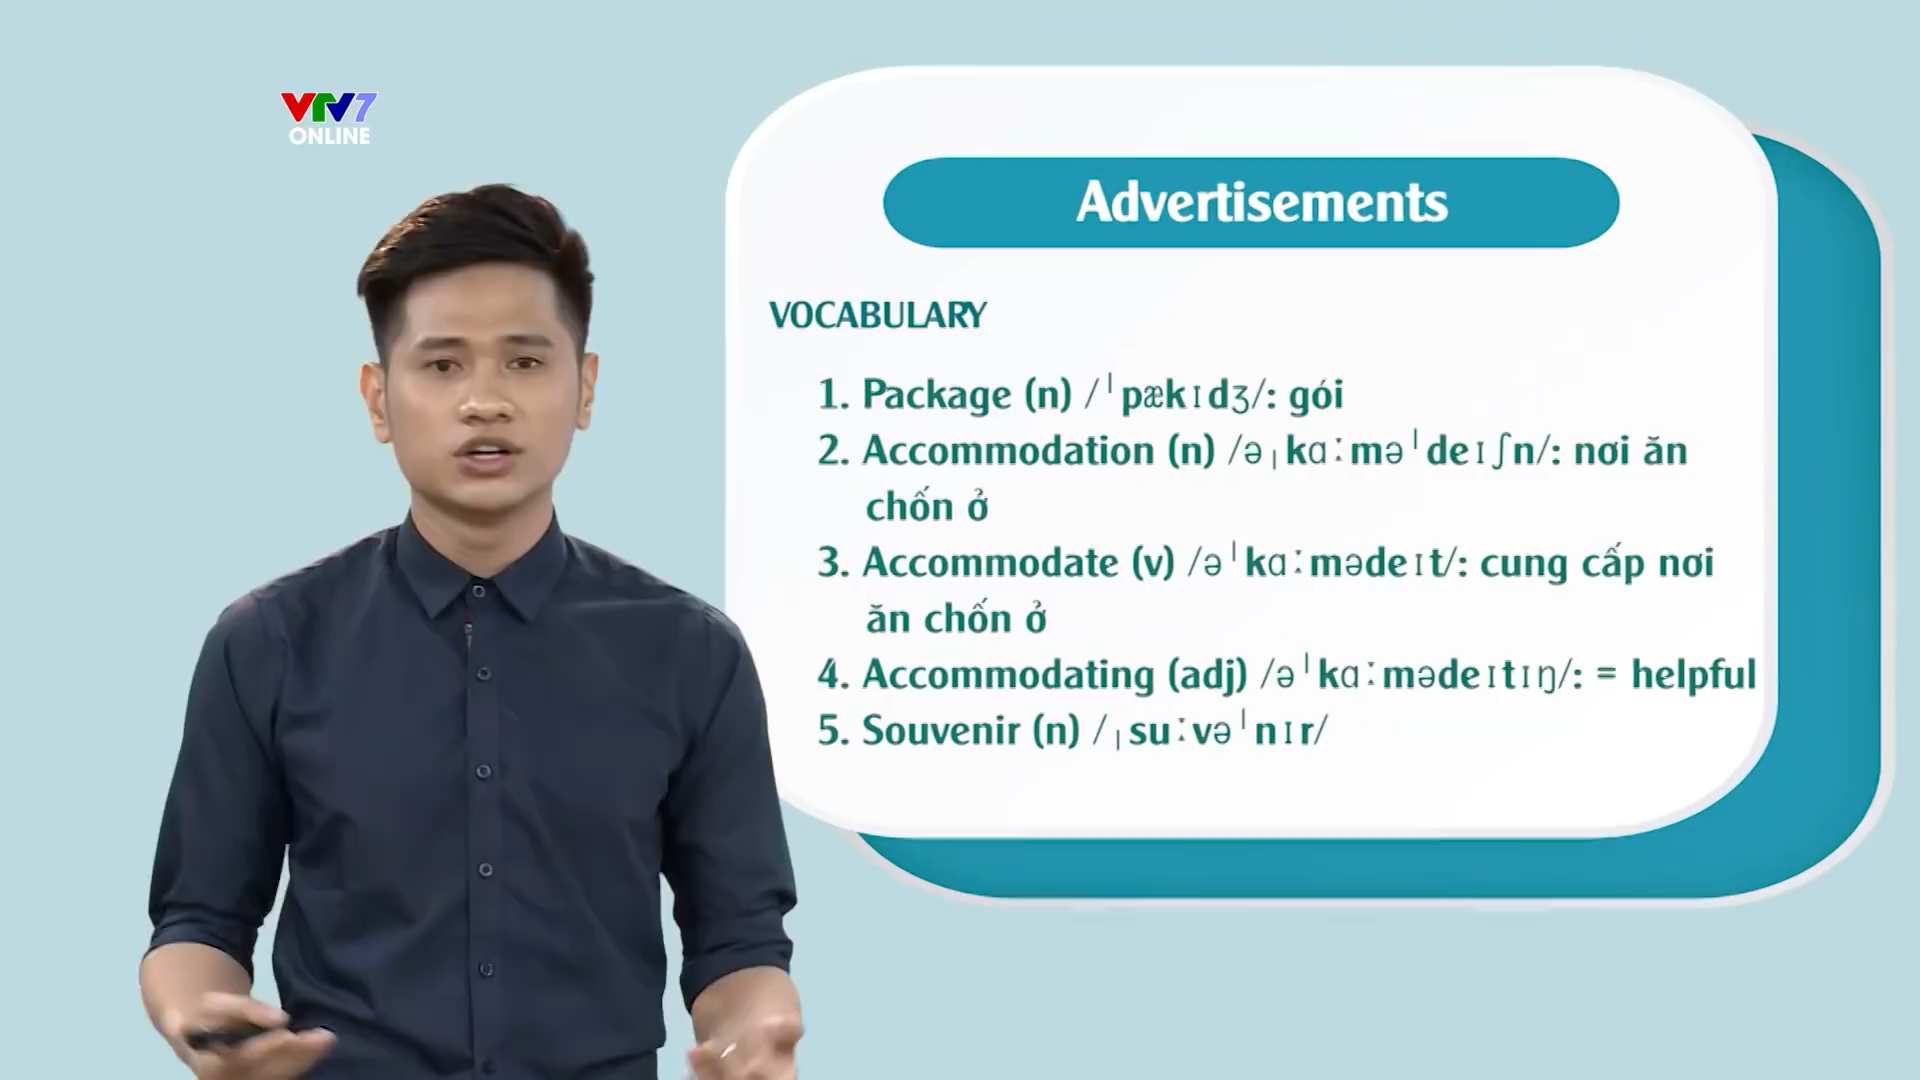 VTV7
ONLINE
Advertisements
VOCABULARY
1. Package (n) /ˈpækɪdʒ/: gói
2. Accommodation (n) /əˌkɑːməˈdeɪʃn/: nơi ăn
chốn ở
3. Accommodate (v) /əˈkɑːmədeɪt/: cung cấp nơi
ăn chốn ở
4. Accommodating (adj) /əˈkɑːmədeɪtɪŋ/: = helpful
5. Souvenir (n) /ˌsuːvəˈnɪr/